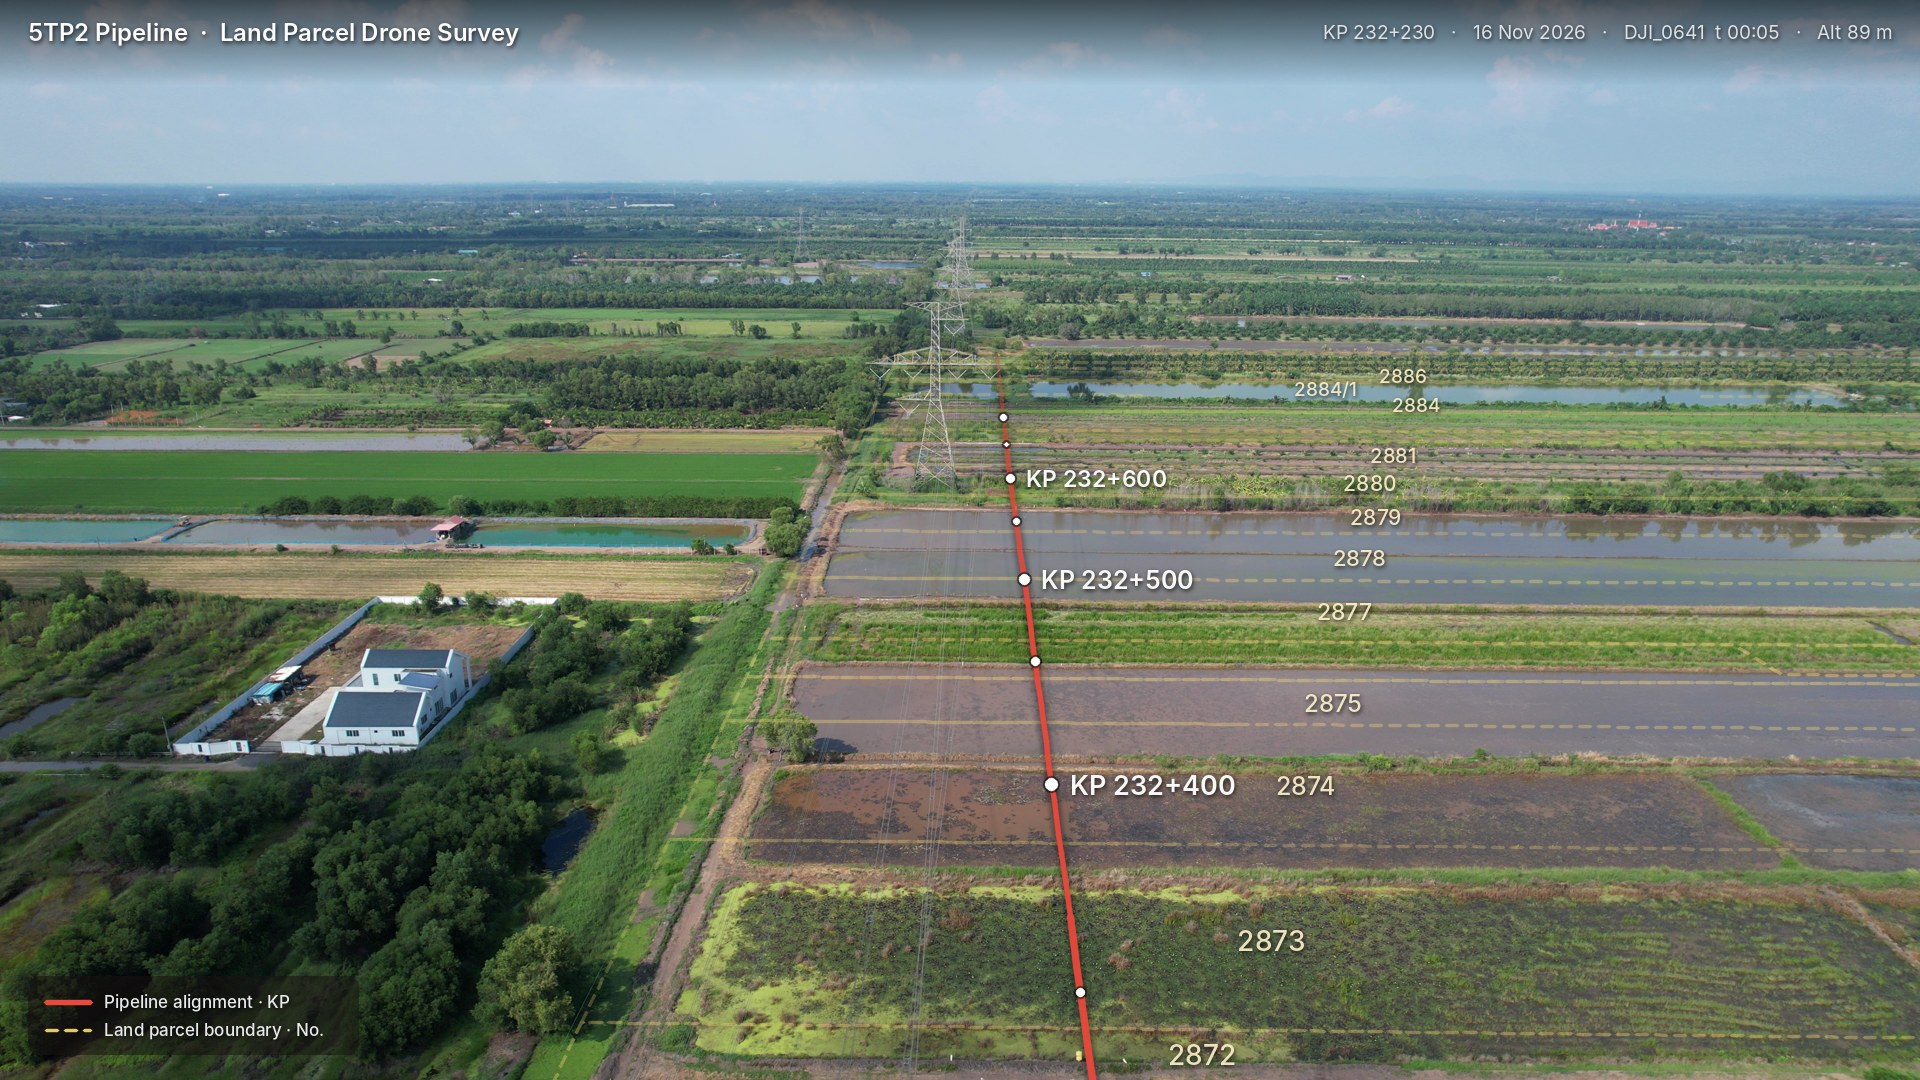 5TP2 Pipeline · Land Parcel Drone Survey
KP 232+230 · 16 Nov 2026 · DJI_0641 t 00:05 · Alt 89 m
2886
2884/1
2884
2881
KP 232+600
2880
2879
2878
KP 232+500
2877
2875
KP 232+400 2874
2873
2872
Pipeline alignment · KP
Land parcel boundary · No.